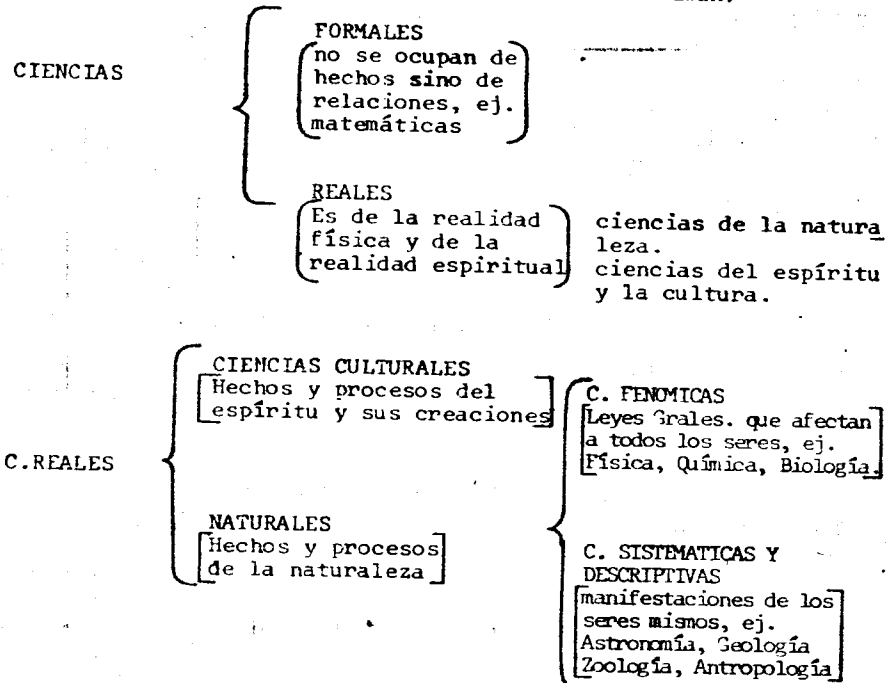 CIENCIAS
FORMALES
no se ocupan de
hechos sino de
relaciones, ej.
matemáticas
REALES
Es de la realidad
física y de la
realidad espiritual
ciencias de la natura
leza.
ciencias del espíritu
y la cultura.
C.REALES
CIENCIAS CULTURALES
Hechos y procesos del
espíritu y sus creaciones
NATURALES
Hechos y procesos
de la naturaleza
C. FENOMICAS
Leyes Grales. que afectan
a todos los seres, ej.
Física, Química, Biología.
C. SISTEMATICAS Y
DESCRIPTIVAS
manifestaciones de los
seres mismos, ej.
Astronomía, Geología
Zoología, Antropología